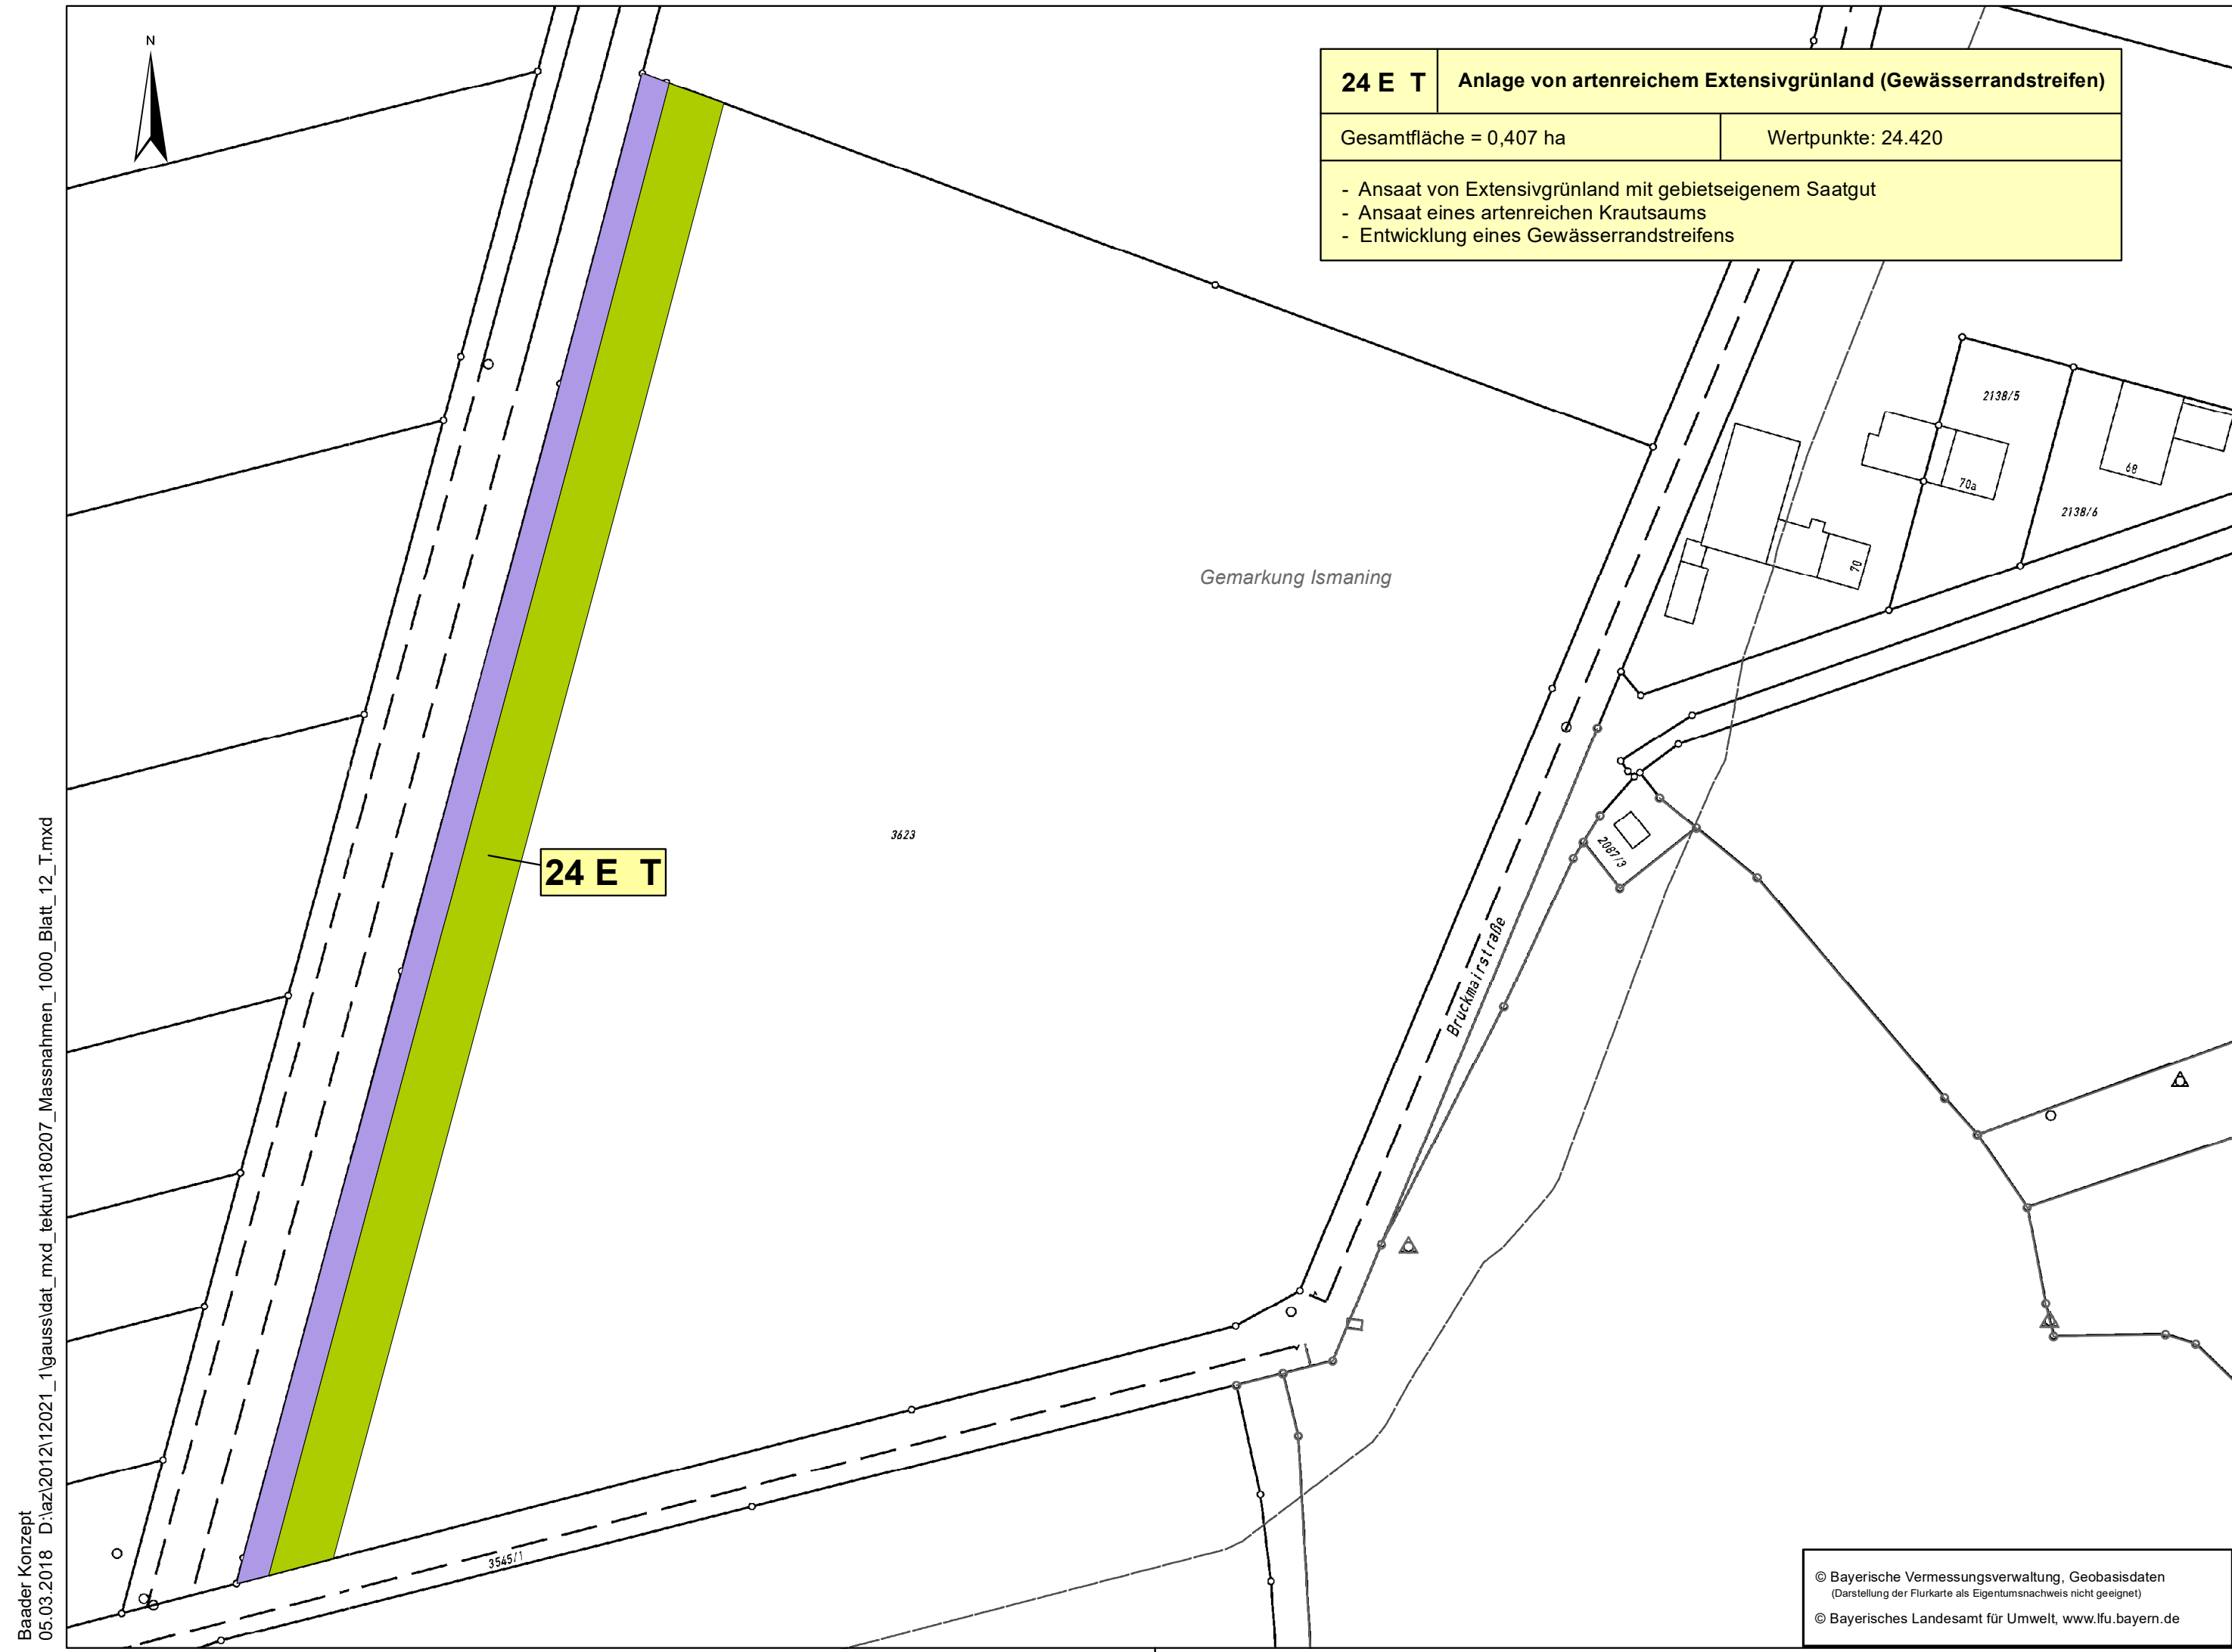 N
24 E T
Anlage von artenreichem Extensivgrünland (Gewässerrandstreifen)
Gesamtfläche = 0,407 ha
Wertpunkte: 24.420
- Ansaat von Extensivgrünland mit gebietseigenem Saatgut
- Ansaat eines artenreichen Krautsaums
- Entwicklung eines Gewässerrandstreifens
2138/5
68
70a
2138/6
70
Gemarkung Ismaning
3623
2087/3
24 E T
Bruckmairstraße
3545/1
Baader Konzept
05.03.2018 D:\az\2012\12021_1\gauss\dat_mxd_tektur\180207_Massnahmen_1000_Blatt_12_T.mxd
© Bayerische Vermessungsverwaltung, Geobasisdaten
(Darstellung der Flurkarte als Eigentumsnachweis nicht geeignet)
© Bayerisches Landesamt für Umwelt, www.lfu.bayern.de